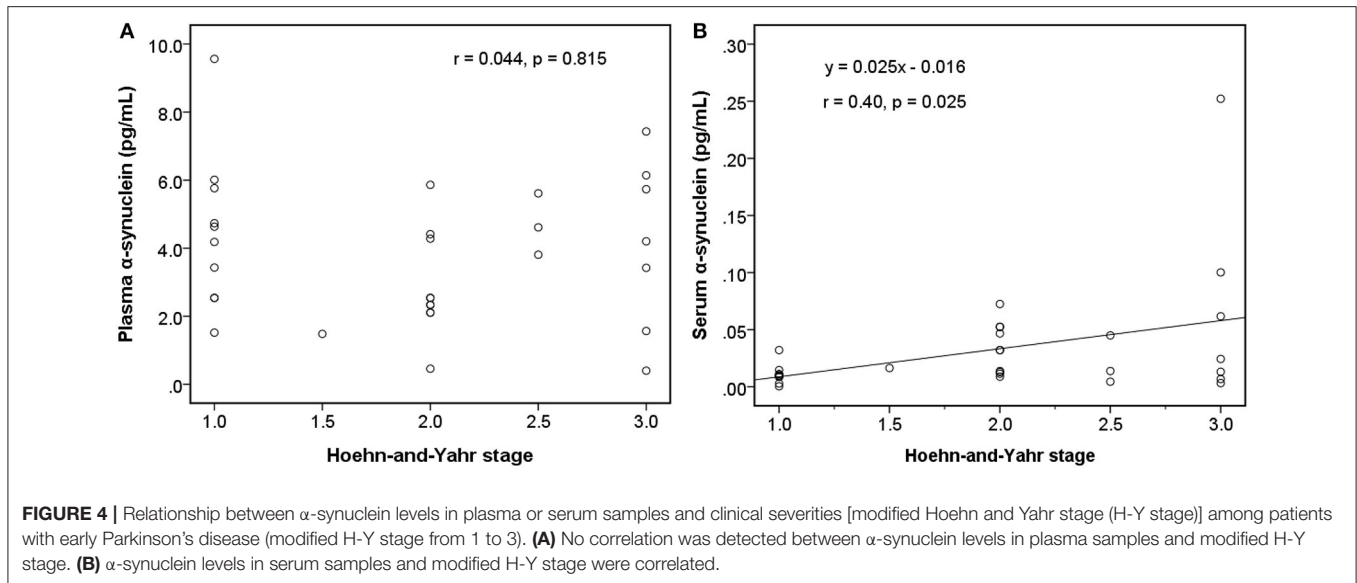 A
r = 0.044, p = 0.815
Plasma α-synuclein (pg/mL)
10.0
8.0
6.0
4.0
2.0
.0
1.0 1.5 2.0 2.5 3.0
Hoehn-and-Yahr stage
B
y = 0.025x - 0.016
r = 0.40, p = 0.025
Serum α-synuclein (pg/mL)
.30
.25
.20
.15
.10
.05
.00
1.0 1.5 2.0 2.5 3.0
Hoehn-and-Yahr stage
FIGURE 4 | Relationship between α-synuclein levels in plasma or serum samples and clinical severities [modified Hoehn and Yahr stage (H-Y stage)] among patients
with early Parkinson’s disease (modified H-Y stage from 1 to 3). (A) No correlation was detected between α-synuclein levels in plasma samples and modified H-Y
stage. (B) α-synuclein levels in serum samples and modified H-Y stage were correlated.